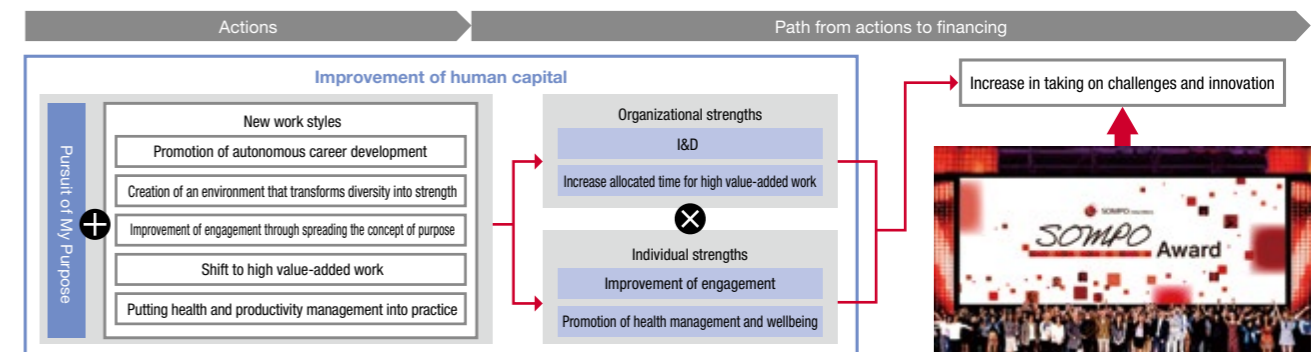 Actions
Path from actions to financing
Improvement of human capital
Pursuit of My Purpose
New work styles
Promotion of autonomous career development
Creation of an environment that transforms diversity into strength
Improvement of engagement through spreading the concept of purpose
Shift to high value-added work
Putting health and productivity management into practice
Organizational strengths
I&D
Increase allocated time for high value-added work
Individual strengths
Improvement of engagement
Promotion of health management and wellbeing
Increase in taking on challenges and innovation
SOMPO
SOMPO
Award